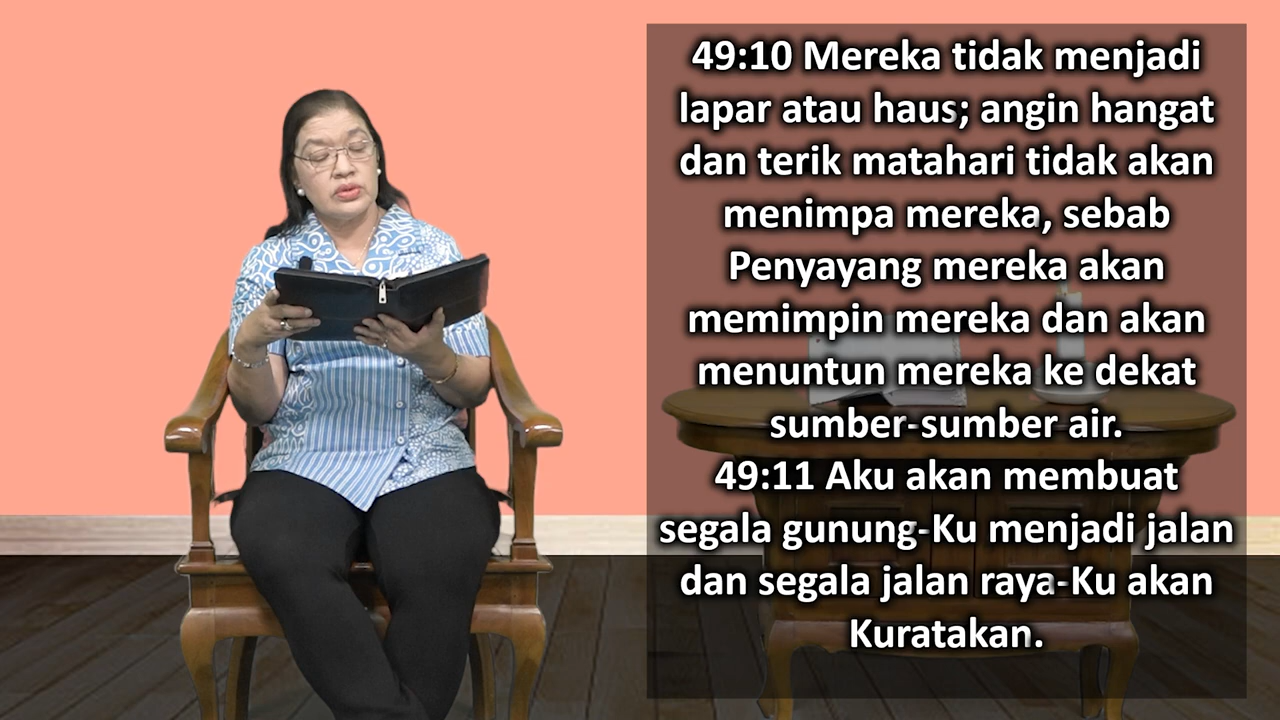 49:10 Mereka tidak menjadi
lapar atau haus; angin hangat
dan terik matahari tidak akan
menimpa mereka, sebab
Penyayang mereka akan
memimpin mereka dan akan
menuntun mereka ke dekat
sumber-sumber air.
49:11 Aku akan membuat
segala gunung-Ku menjadi jalan
dan segala jalan raya-Ku akan
Kuratakan.